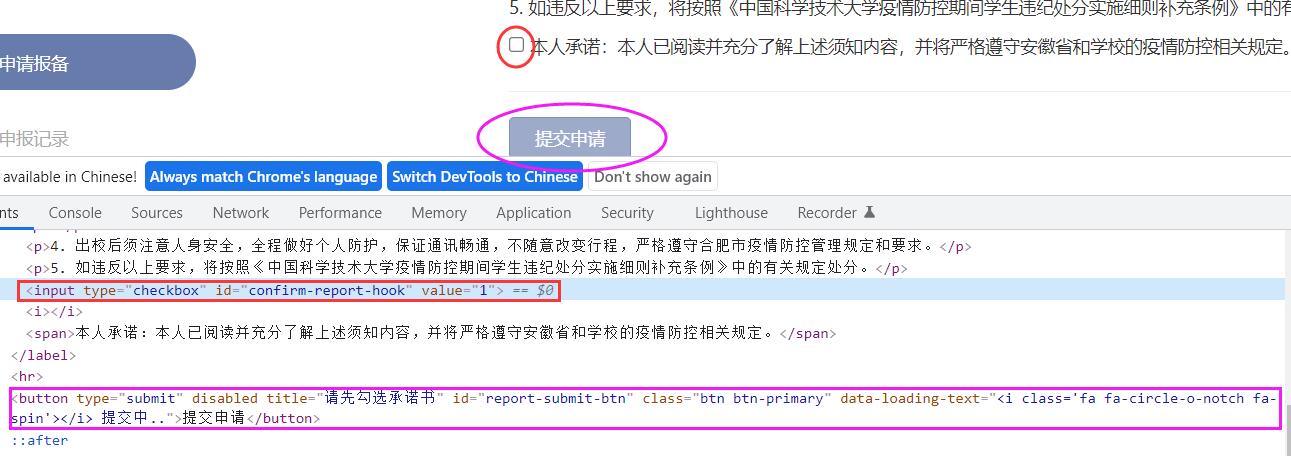 5. 如违反以上要求，将按照《中国科学技术大学疫情防控期间学生违纪处分实施细则补充条例》中的有
申请报备
本人承诺：本人已阅读并充分了解上述须知内容，并将严格遵守安徽省和学校的疫情防控相关规定。
申报记录
提交申请
available in Chinese! Always match Chrome's language Switch DevTools to Chinese Don't show again
nts Console Sources Network Performance Memory Application Security Lighthouse Recorder
<p>4. 出校后须注意人身安全，全程做好个人防护，保证通讯畅通，不随意改变行程，严格遵守合肥市疫情防控管理规定和要求。</p>
<p>5. 如违反以上要求，将按照《中国科学技术大学疫情防控期间学生违纪处分实施细则补充条例》中的有关规定处分。</p>
<input type="checkbox" id="confirm-report-hook" value="1"> == $0
<i></i>
<span>本人承诺：本人已阅读并充分了解上述须知内容，并将严格遵守安徽省和学校的疫情防控相关规定。</span>
</label>
<hr>
<button type="submit" disabled title="请先勾选承诺书" id="report-submit-btn" class="btn btn-primary" data-loading-text="<i class='fa fa-circle-o-notch fa-
spin'></i> 提交中..">提交申请</button>
::after